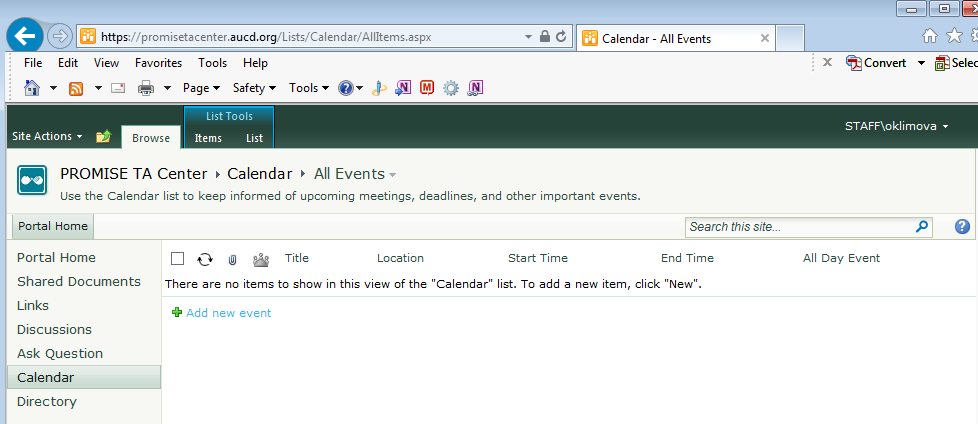 https://promisetacenter.aucd.org/Lists/Calendar/AllItems.aspx
Calendar - All Events
File Edit View Favorites Tools Help
Convert Selec
Page Safety Tools
Site Actions Browse List Tools Items List STAFF\oklimova
PROMISE TA Center Calendar All Events
Use the Calendar list to keep informed of upcoming meetings, deadlines, and other important events.
Portal Home Search this site...
Portal Home
Shared Documents
Links
Discussions
Ask Question
Calendar
Directory
Title Location Start Time End Time All Day Event
There are no items to show in this view of the "Calendar" list. To add a new item, click "New".
Add new event